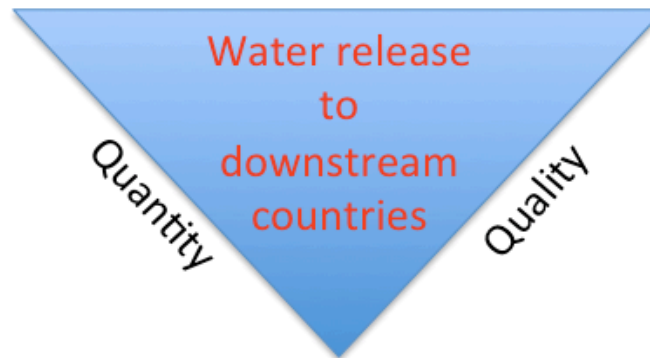 Water release
to
downstream
countries
Quantity
Quality